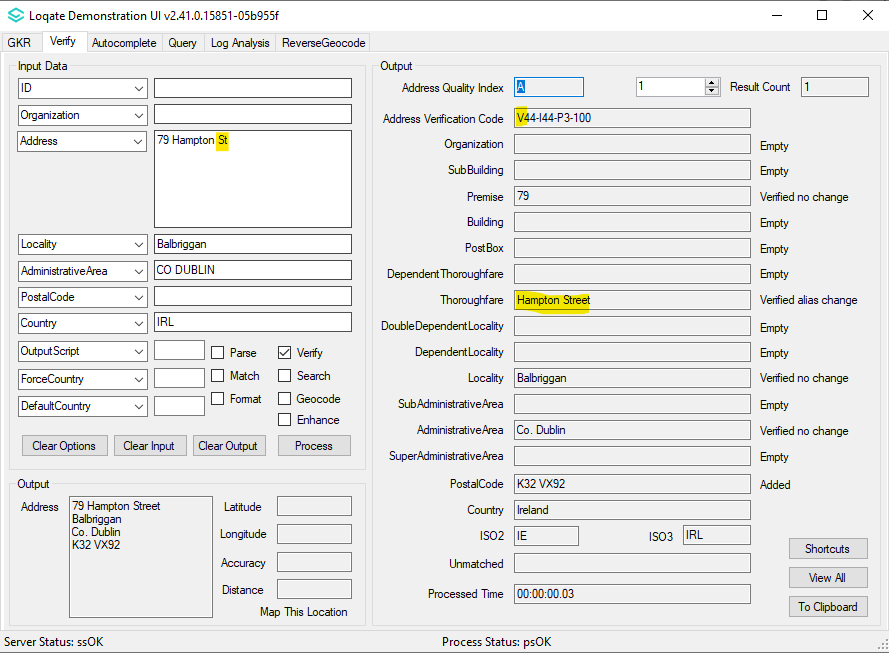 Loqate Demonstration UI v2.41.0.15851-05b955f
GKR Verify Autocomplete Query Log Analysis ReverseGeocode
Input Data
ID
Organization
Address 79 Hampton St
Locality Balbriggan
AdministrativeArea CO DUBLIN
PostalCode
Country IRL
OutputScript Parse Verify
ForceCountry Match Search
DefaultCountry Format Geocode
Enhance
Clear Options Clear Input Clear Output Process
Output
Address 79 Hampton Street
Balbriggan
Co. Dublin
K32 VX92
Latitude
Longitude
Accuracy
Distance
Map This Location
Output
Address Quality Index A 1 Result Count 1
Address Verification Code V44-I44-P3-100
Organization Empty
SubBuilding Empty
Premise 79 Verified no change
Building Empty
PostBox Empty
DependentThoroughfare Empty
Thoroughfare Hampton Street Verified alias change
DoubleDependentLocality Empty
DependentLocality Empty
Locality Balbriggan Verified no change
SubAdministrativeArea Empty
AdministrativeArea Co. Dublin Verified no change
SuperAdministrativeArea Empty
PostalCode K32 VX92 Added
Country Ireland
ISO2 IE ISO3 IRL
Unmatched
Processed Time 00:00:00.03
Shortcuts
View All
To Clipboard
Server Status: ssOK Process Status: psOK